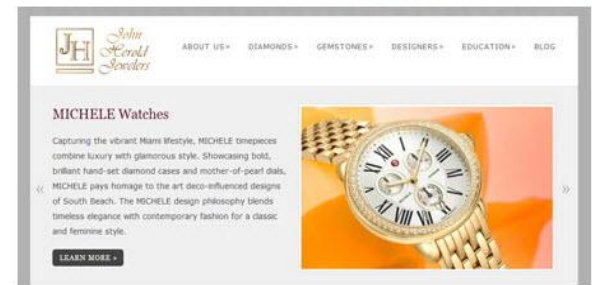 JH John Herold Jewelers
ABOUT US» DIAMONDS» GEMSTONES» DESIGNERS» EDUCATION» BLOG
MICHELE Watches
Capturing the vibrant Miami lifestyle, MICHELE timepieces
combine luxury with glamorous style. Showcasing bold,
brilliant hand-set diamond cases and mother-of-pearl dials,
MICHELE pays homage to the art deco-influenced designs
of South Beach. The MICHELE design philosophy blends
timeless elegance with contemporary fashion for a classic
and feminine style.
LEARN MORE »